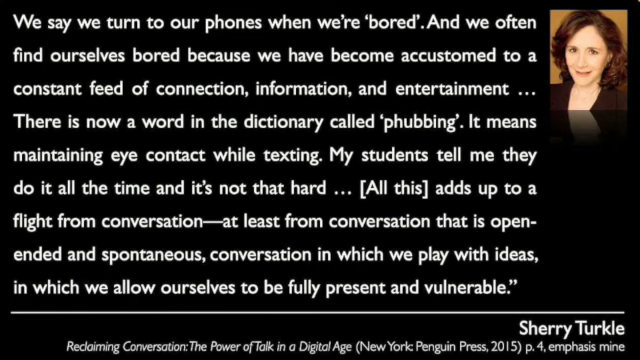 We say we turn to our phones when we're ‘bored’. And we often
find ourselves bored because we have become accustomed to a
constant feed of connection, information, and entertainment …
There is now a word in the dictionary called ‘phubbing’. It means
maintaining eye contact while texting. My students tell me they
do it all the time and it's not that hard … [All this] adds up to a
flight from conversation—at least from conversation that is open-
ended and spontaneous, conversation in which we play with ideas,
in which we allow ourselves to be fully present and vulnerable.”
Sherry Turkle
Reclaiming Conversation: The Power of Talk in a Digital Age (New York: Penguin Press, 2015) p. 4, emphasis mine